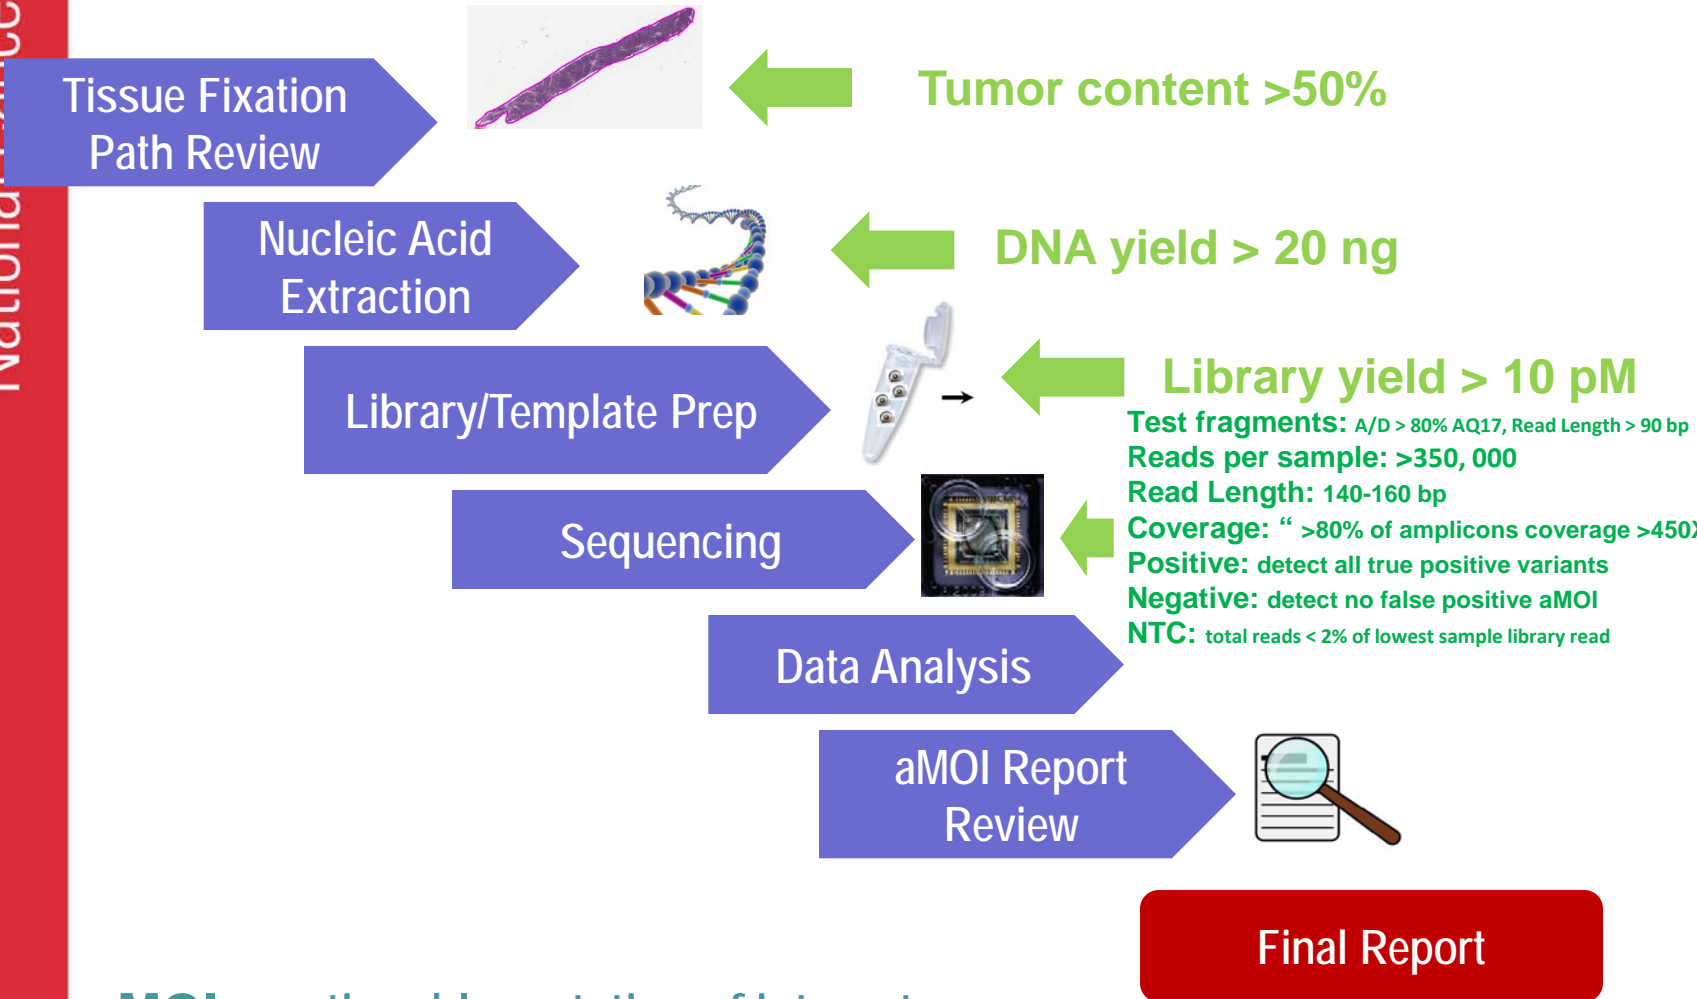 National
Tissue Fixation
Path Review
Tumor content >50%
Nucleic Acid
Extraction
DNA yield > 20 ng
Library/Template Prep
Library yield > 10 pM
Test fragments: A/D > 80% AQ17, Read Length > 90 bp
Reads per sample: >350, 000
Read Length: 140-160 bp
Coverage: “ >80% of amplicons coverage >450X
Positive: detect all true positive variants
Negative: detect no false positive aMOI
NTC: total reads < 2% of lowest sample library read
Sequencing
Data Analysis
aMOI Report
Review
Final Report